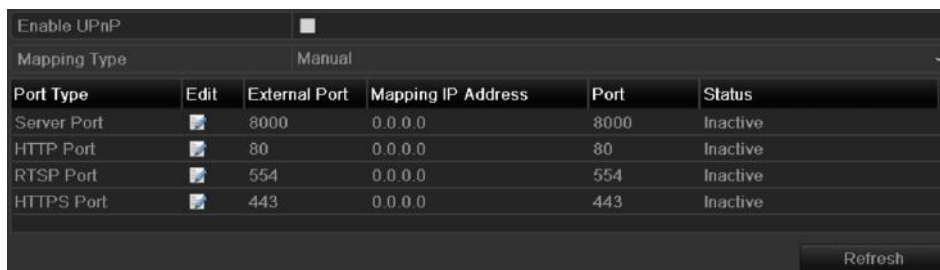 Enable UPnP
Mapping Type Manual
Port Type Edit External Port Mapping IP Address Port Status
Server Port 8000 0.0.0.0 8000 Inactive
HTTP Port 80 0.0.0.0 80 Inactive
RTSP Port 554 0.0.0.0 554 Inactive
HTTPS Port 443 0.0.0.0 443 Inactive
Refresh